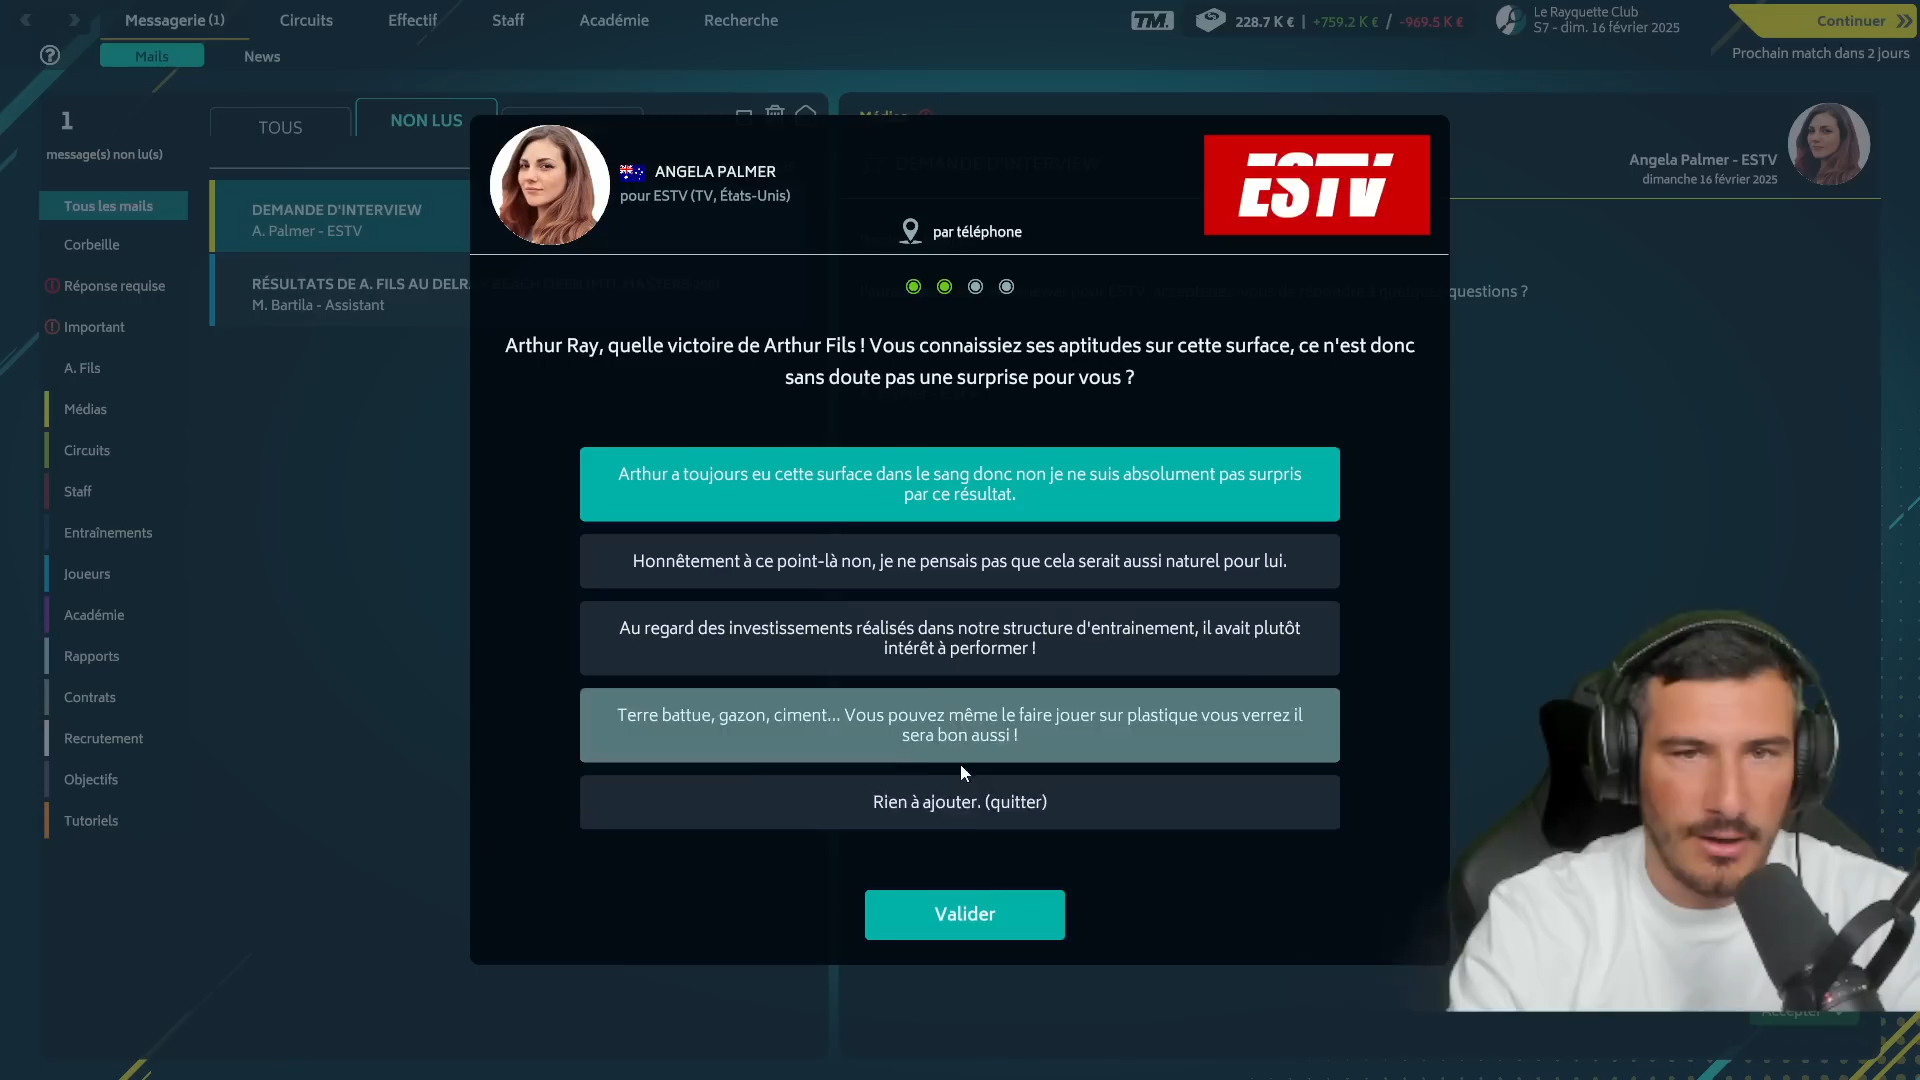 Messagerie (1)
Circuits
Effectif
Staff
Académie
Recherche
TM.
228.7 K € | +759.2 K € / -969.5 K €
Le Rayquette Club
S7 - dim. 16 février 2025
Continuer
Prochain match dans 2 jours
Mails
News
1
message(s) non lu(s)
TOUS
NON LUS
Tous les mails
Corbeille
Réponse requise
Important
A. Fils
Médias
Circuits
Staff
Entraînements
Joueurs
Académie
Rapports
Contrats
Recrutement
Objectifs
Tutoriels
DEMANDE D'INTERVIEW
A. Palmer - ESTV
RÉSULTATS DE A. FILS AU DELR
M. Bartila - Assistant
Médias
DEMANDE D'INTERVIEW
Angela Palmer - ESTV
dimanche 16 février 2025
questions ?
ANGELA PALMER
pour ESTV (TV, États-Unis)
ESTV
par téléphone
Arthur Ray, quelle victoire de Arthur Fils ! Vous connaissiez ses aptitudes sur cette surface, ce n'est donc
sans doute pas une surprise pour vous ?
Arthur a toujours eu cette surface dans le sang donc non je ne suis absolument pas surpris
par ce résultat.
Honnêtement à ce point-là non, je ne pensais pas que cela serait aussi naturel pour lui.
Au regard des investissements réalisés dans notre structure d'entrainement, il avait plutôt
intérêt à performer !
Terre battue, gazon, ciment... Vous pouvez même le faire jouer sur plastique vous verrez il
sera bon aussi !
Rien à ajouter. (quitter)
Valider
Accepter